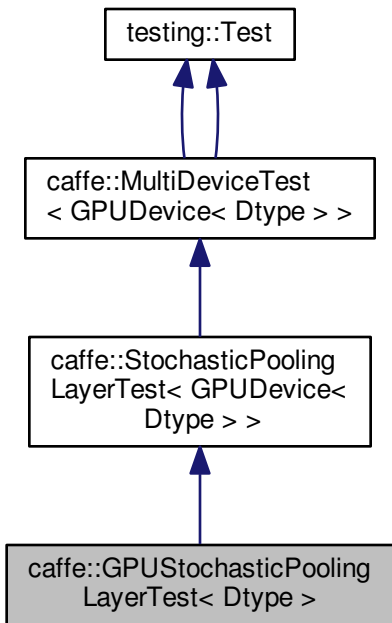 testing::Test
caffe::MultiDeviceTest
< GPUDevice< Dtype > >
caffe::StochasticPooling
LayerTest< GPUDevice<
Dtype > >
caffe::GPUStochasticPooling
LayerTest< Dtype >